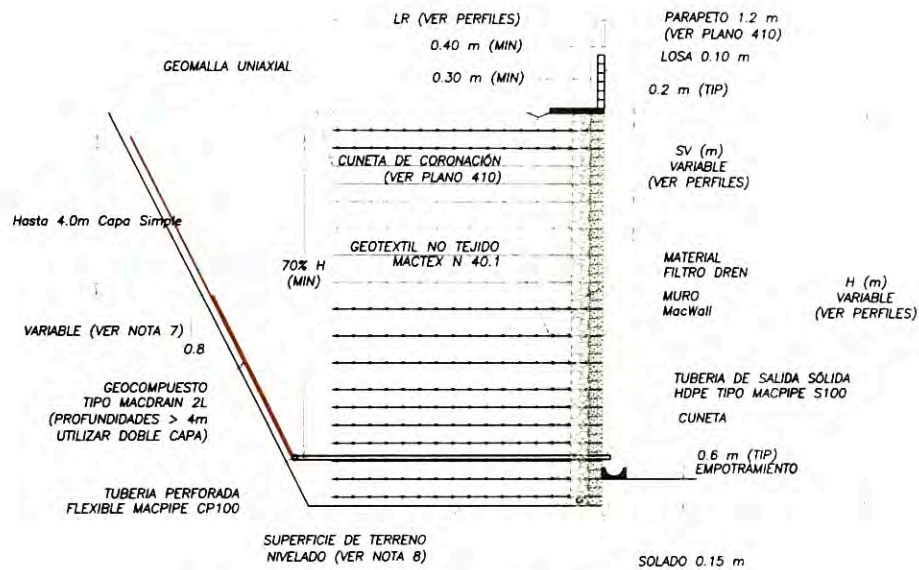 LR (VER PERFILES)
PARAPETO 1.2 m
(VER PLANO 410)
0.40 m (MIN)
LOSA 0.10 m
GEOMALLA UNIAXIAL
0.30 m (MIN)
0.2 m (TIP)
CUNETA DE CORONACIÓN
(VER PLANO 410)
SV (m)
VARIABLE
(VER PERFILES)
Hasta 4.0m Capa Simple
GEOTEXTIL NO TEJIDO
MACTEX N 40.1
70% H
(MIN)
MATERIAL
FILTRO DREN
MURO
MacWall
H (m)
VARIABLE
(VER PERFILES)
VARIABLE (VER NOTA 7)
0.8
GEOCOMPUESTO
TIPO MACDRAIN 2L
(PROFUNDIDADES > 4m
UTILIZAR DOBLE CAPA)
TUBERIA DE SALIDA SÓLIDA
HDPE TIPO MACPIPE S100
CUNETA
0.6 m (TIP)
EMPOTRAMIENTO
TUBERIA PERFORADA
FLEXIBLE MACPIPE CP100
SUPERFICIE DE TERRENO
NIVELADO (VER NOTA 8)
SOLADO 0.15 m